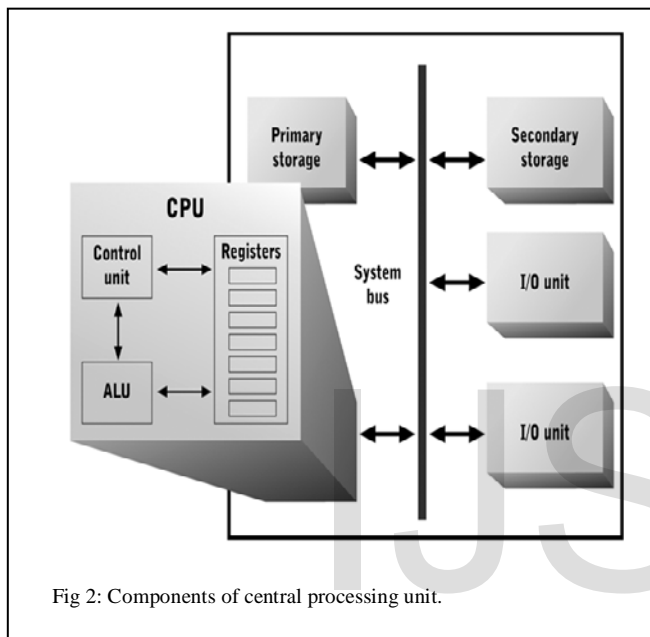 Primary
storage
Secondary
storage
CPU
Control
unit
Registers
ALU
System
bus
I/O unit
I/O unit
IJS
Fig 2: Components of central processing unit.